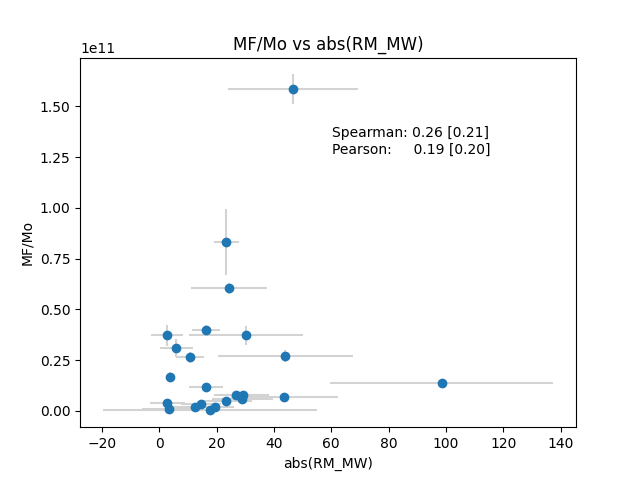 MF/Mo vs abs(RM_MW)
1e11
1.50
1.25
1.00
0.75
0.50
0.25
0.00
MF/Mo
Spearman: 0.26 [0.21]
Pearson: 0.19 [0.20]
−20 0 20 40 60 80 100 120 140
abs(RM_MW)